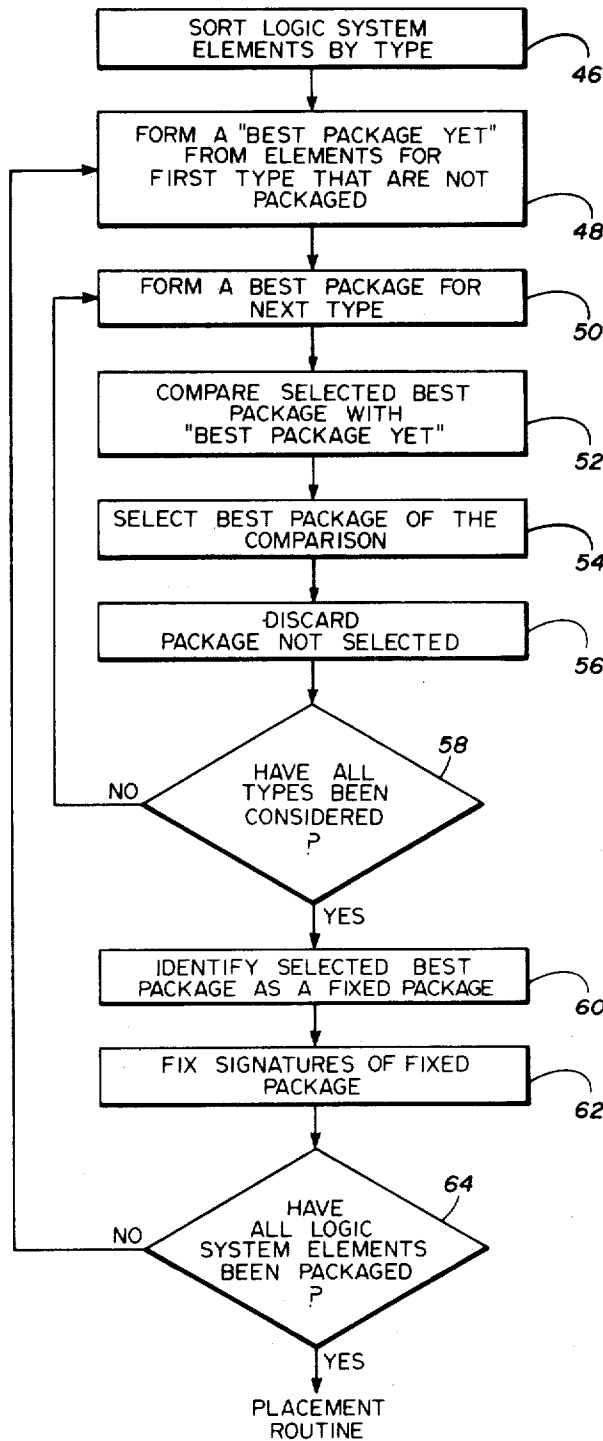 SORT LOGIC SYSTEM
ELEMENTS BY TYPE
46
FORM A "BEST PACKAGE YET"
FROM ELEMENTS FOR
FIRST TYPE THAT ARE NOT
PACKAGED
48
FORM A BEST PACKAGE FOR
NEXT TYPE
50
COMPARE SELECTED BEST
PACKAGE WITH
"BEST PACKAGE YET"
52
SELECT BEST PACKAGE OF THE
COMPARISON
54
DISCARD
PACKAGE NOT SELECTED
56
58
HAVE ALL
TYPES BEEN
CONSIDERED
?
NO
YES
IDENTIFY SELECTED BEST
PACKAGE AS A FIXED PACKAGE
60
FIX SIGNATURES OF FIXED
PACKAGE
62
64
HAVE
ALL LOGIC
SYSTEM ELEMENTS
BEEN PACKAGED
?
NO
YES
PLACEMENT
ROUTINE